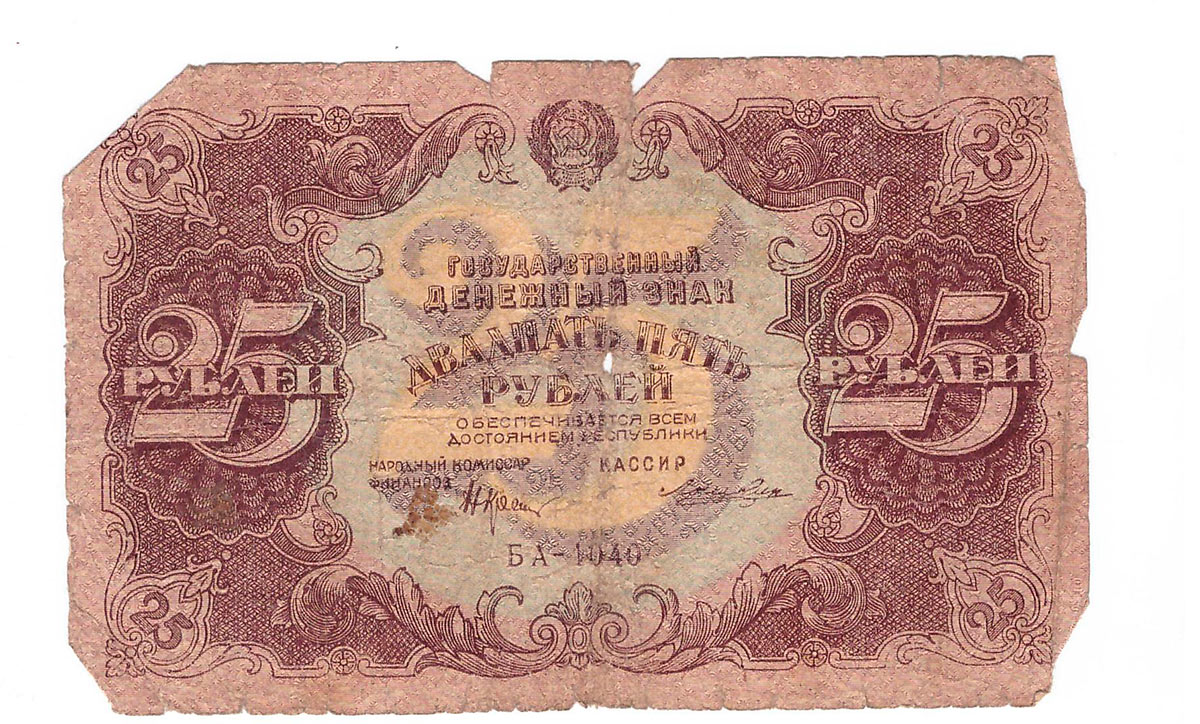 25
25
ГОСУДАРСТВЕННЫЙ
ДЕНЕЖНЫЙ ЗНАК
ДВАДЦАТЬ ПЯТЬ
РУБЛЕЙ
25
РУБЛЕЙ
25
РУБЛЕЙ
25
ОБЕСПЕЧИВАЕТСЯ ВСЕМ
ДОСТОЯНИЕМ РЕСПУБЛИКИ
НАРОДНЫЙ КОМИССАР
ФИНАНСОВ
КАССИР
БА-1040
25
25